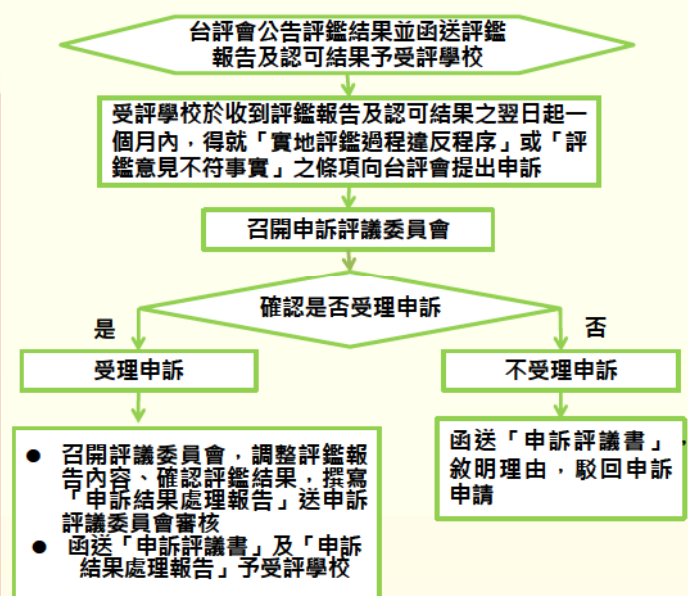 台評會公告評鑑結果並函送評鑑
報告及認可結果予受評學校
受評學校於收到評鑑報告及認可結果之翌日起一
個月內，得就「實地評鑑過程違反程序」或「評
鑑意見不符事實」之條項向台評會提出申訴
召開申訴評議委員會
確認是否受理申訴
是
否
受理申訴
不受理申訴
● 召開評議委員會，調整評鑑報
告內容、確認評鑑結果，撰寫
「申訴結果處理報告」送申訴
評議委員會審核
● 函送「申訴評議書」及「申訴
結果處理報告」予受評學校
函送「申訴評議書」，
敘明理由，駁回申訴
申請